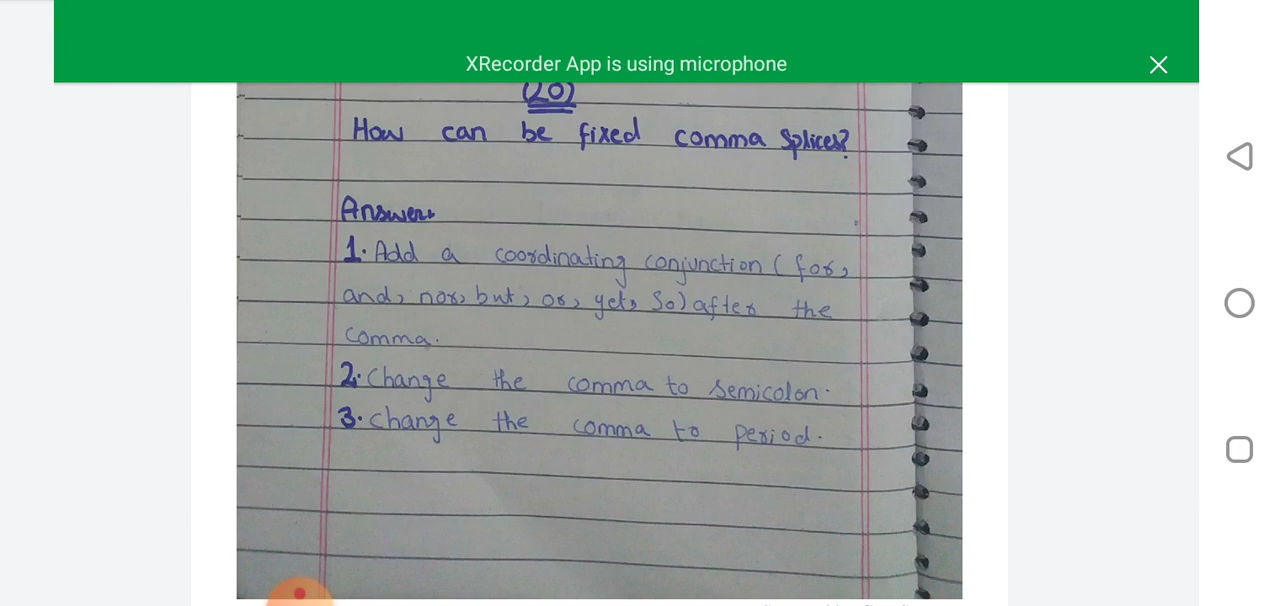 XRecorder App is using microphone
(20)
How can be fixed comma splices?
Answer:
1. Add a coordinating conjunction (for,
and, nor, but, or, yet, so) after the
comma.
2. Change the comma to semicolon.
3. Change the comma to period.